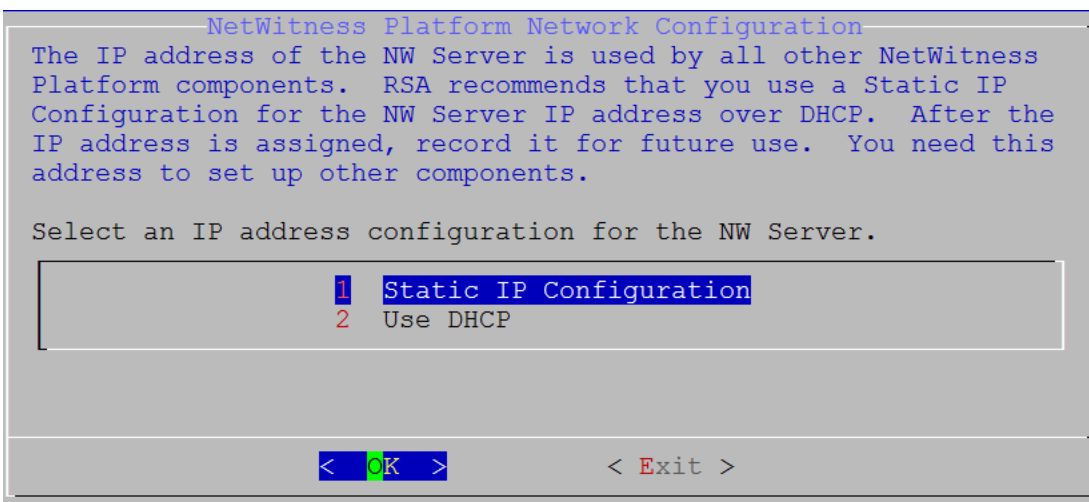 NetWitness Platform Network Configuration
The IP address of the NW Server is used by all other NetWitness
Platform components.  RSA recommends that you use a Static IP
Configuration for the NW Server IP address over DHCP.  After the
IP address is assigned, record it for future use.  You need this
address to set up other components.
Select an IP address configuration for the NW Server.
1  Static IP Configuration
2  Use DHCP
<  OK  >          < Exit >